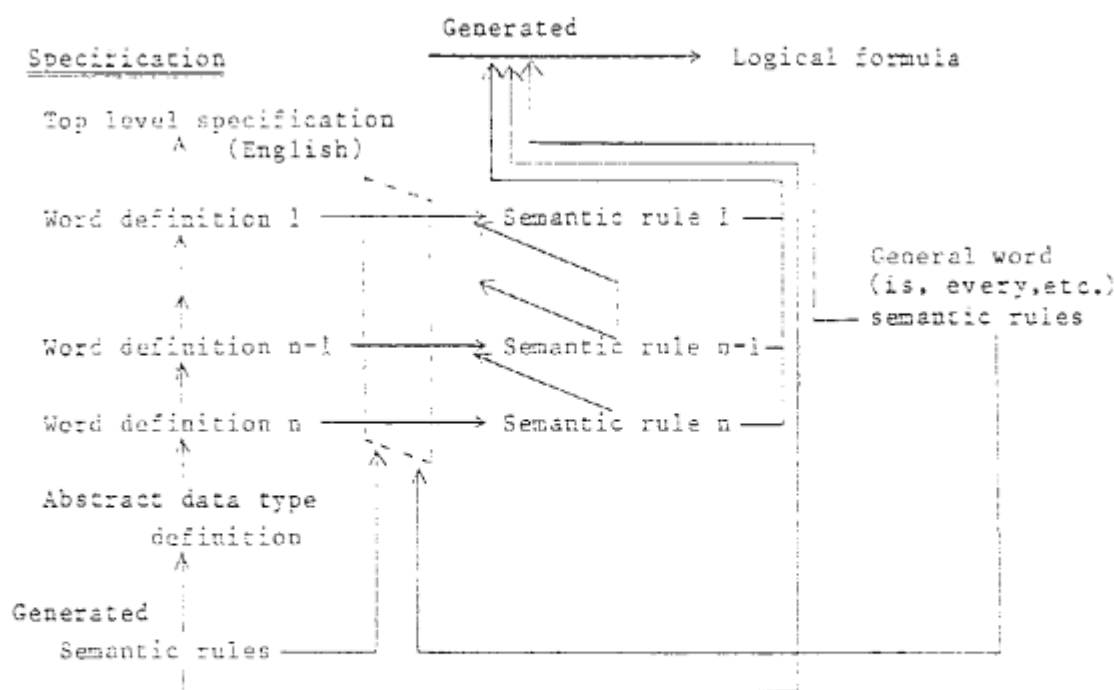 Generated
Specification
Logical formula
Top level specification
(English)
Word definition 1
Semantic rule 1
General word
(is, every,etc.)
semantic rules
Word definition n-1
Semantic rule n-1
Word definition n
Semantic rule n
Abstract data type
definition
Generated
Semantic rules